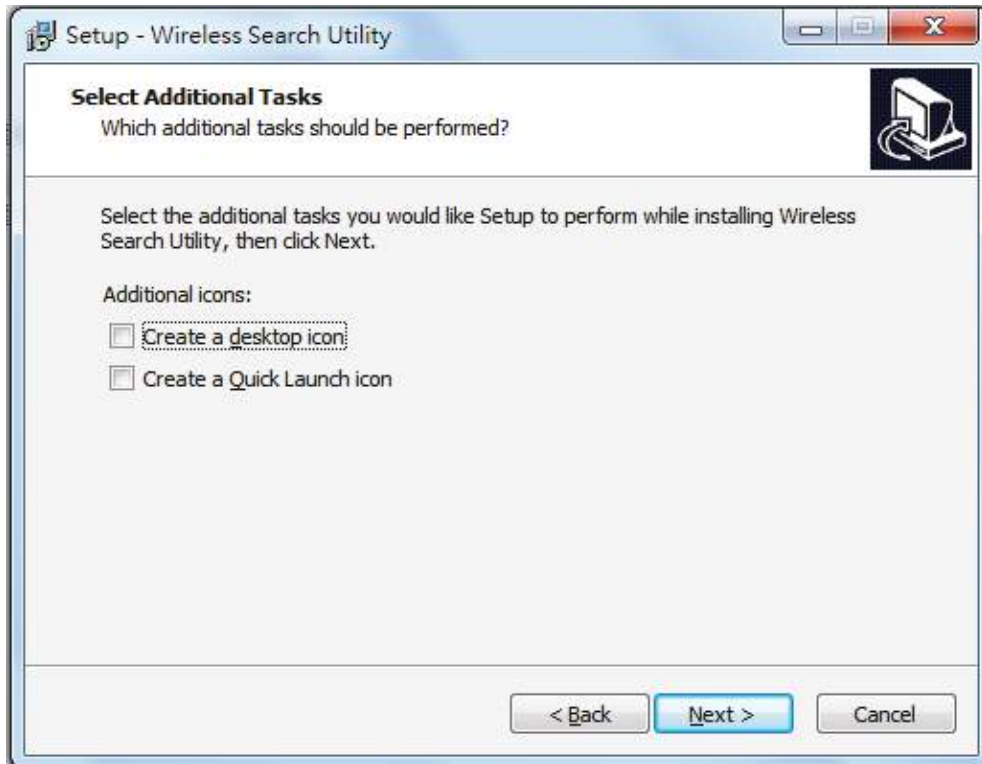 Setup - Wireless Search Utility
Select Additional Tasks
Which additional tasks should be performed?
Select the additional tasks you would like Setup to perform while installing Wireless
Search Utility, then click Next.
Additional icons:
Create a desktop icon
Create a Quick Launch icon
< Back Next > Cancel